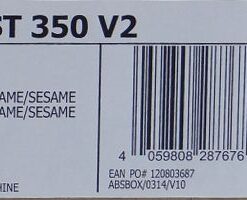 ST 350 V2
AME/SESAME
AME/SESAME
4 059808 287676
EAN PO# 120803687
ABSBOX/0314/V10
HINE